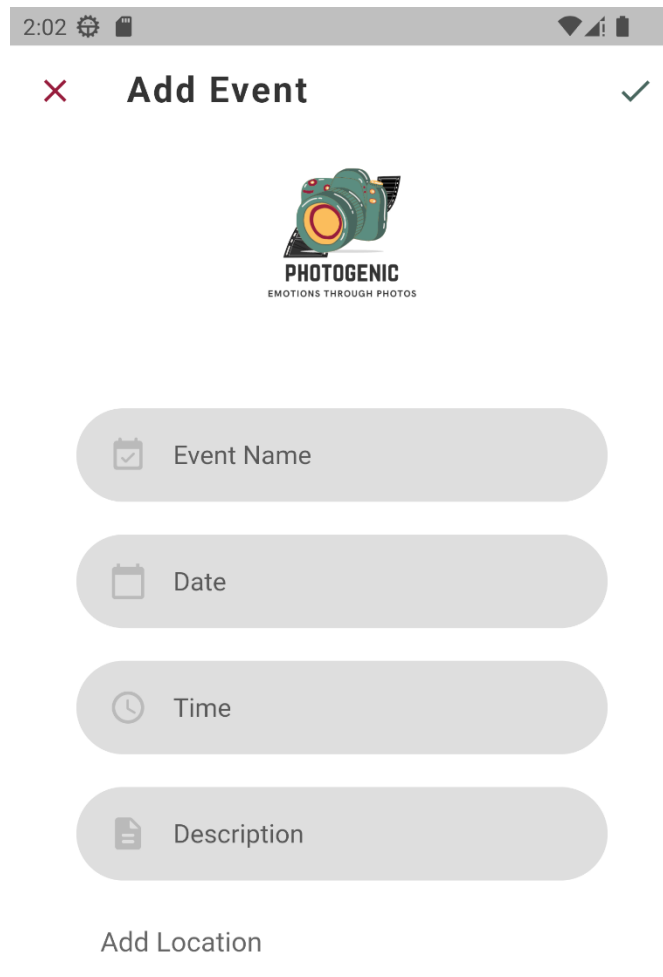 2:02
Add Event
PHOTOGENIC
EMOTIONS THROUGH PHOTOS
Event Name
Date
Time
Description
Add Location